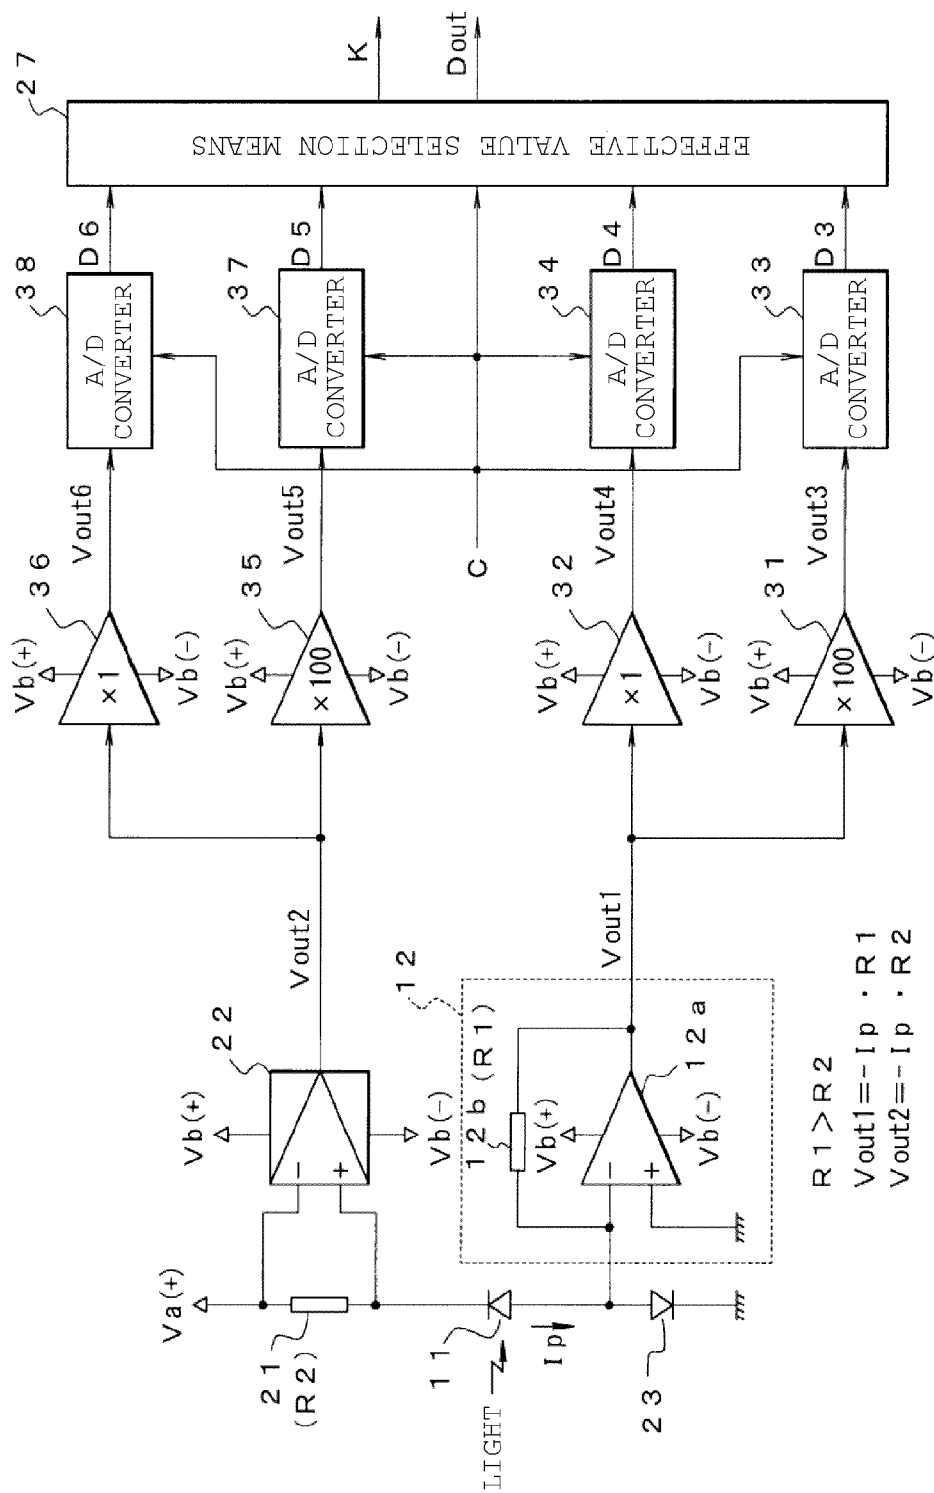 Va(+)
21
(R2)
Vb(+)
22
Vb(-)
Vout2
Vb(+)
36
×1
Vb(-)
Vout6
38
A/D
CONVERTER
D6
Vb(+)
35
×100
Vb(-)
Vout5
37
A/D
CONVERTER
D5
27
EFFECTIVE VALUE SELECTION MEANS
K
Dout
C
LIGHT
11
Ip
23
12
12b(R1)
Vb(+)
12a
Vb(-)
Vout1
Vb(+)
32
×1
Vb(-)
Vout4
34
A/D
CONVERTER
D4
Vb(+)
31
×100
Vb(-)
Vout3
33
A/D
CONVERTER
D3
R1>R2
Vout1=-Ip・R1
Vout2=-Ip・R2